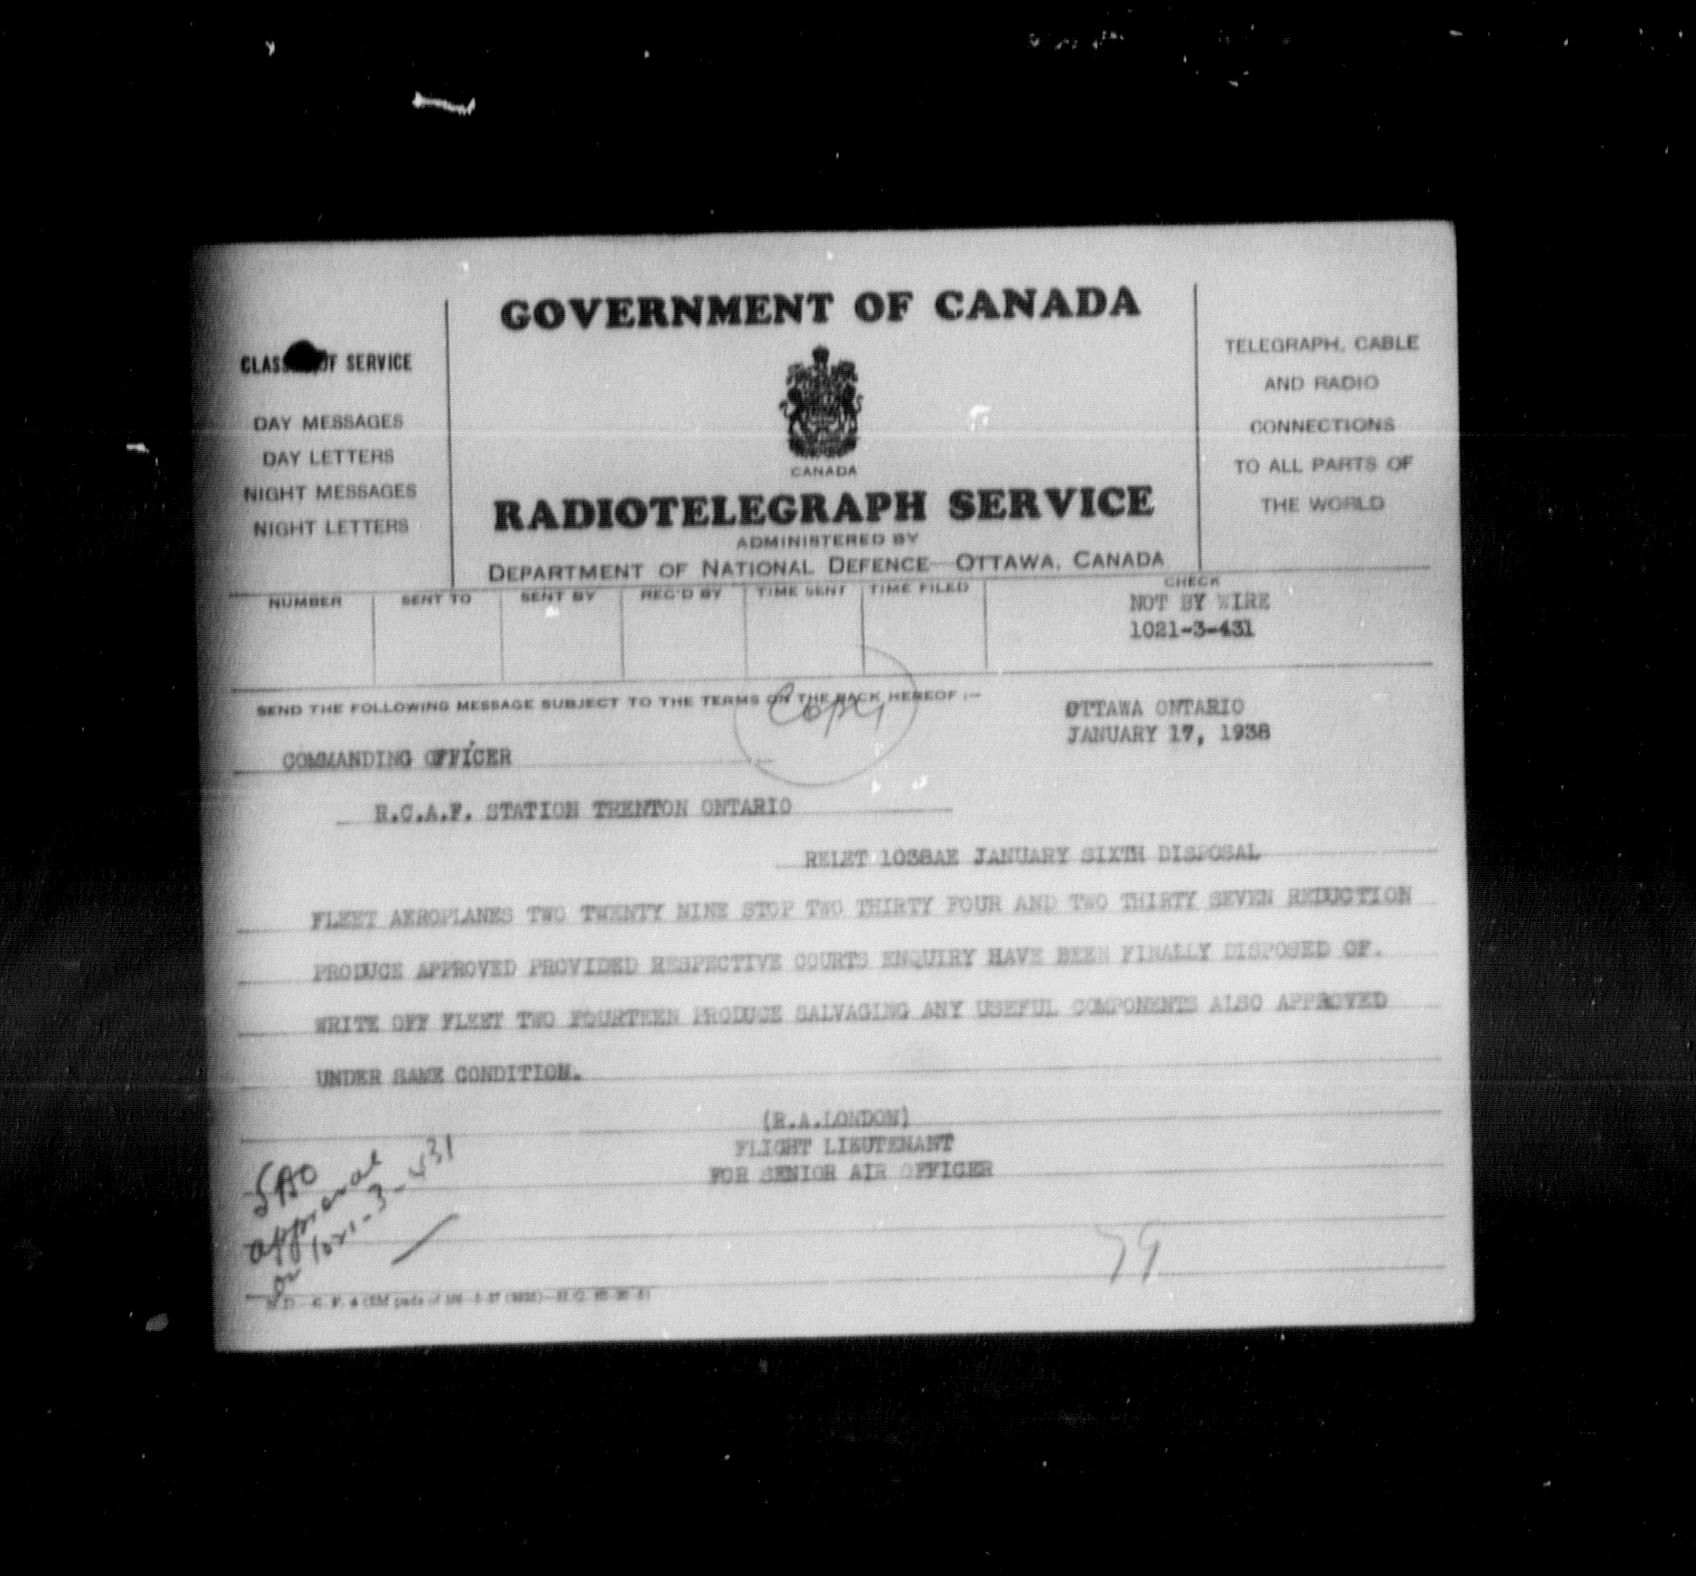 GOVERNMENT OF CANADA
CLASS OF SERVICE
DAY MESSAGES
DAY LETTERS
NIGHT MESSAGES
NIGHT LETTERS
CANADA
RADIOTELEGRAPH SERVICE
ADMINISTERED BY
DEPARTMENT OF NATIONAL DEFENCE OTTAWA, CANADA
TELEGRAPH, CABLE
AND RADIO
CONNECTIONS
TO ALL PARTS OF
THE WORLD
NUMBER SENT TO SENT BY REC'D BY TIME SENT TIME FILED CHECK
NOT BY WIRE
1021-3-431
SEND THE FOLLOWING MESSAGE SUBJECT TO THE TERMS ON THE BACK HEREOF :—
Copy
OTTAWA ONTARIO
JANUARY 17, 1938
COMMANDING OFFICER
R.C.A.F. STATION TRENTON ONTARIO
RELET 1038AE JANUARY SIXTH DISPOSAL
FLEET AEROPLANES TWO TWENTY NINE STOP TWO THIRTY FOUR AND TWO THIRTY SEVEN REDUCTION
PRODUCE APPROVED PROVIDED RESPECTIVE COURTS ENQUIRY HAVE BEEN FINALLY DISPOSED OF.
WRITE OFF FLEET TWO FOURTEEN PRODUCE SALVAGING ANY USEFUL COMPONENTS ALSO APPROVED
UNDER SAME CONDITION.
(R.A.LONDON)
FLIGHT LIEUTENANT
FOR SENIOR AIR OFFICER
SAO
approval
on 1021-3-431
79